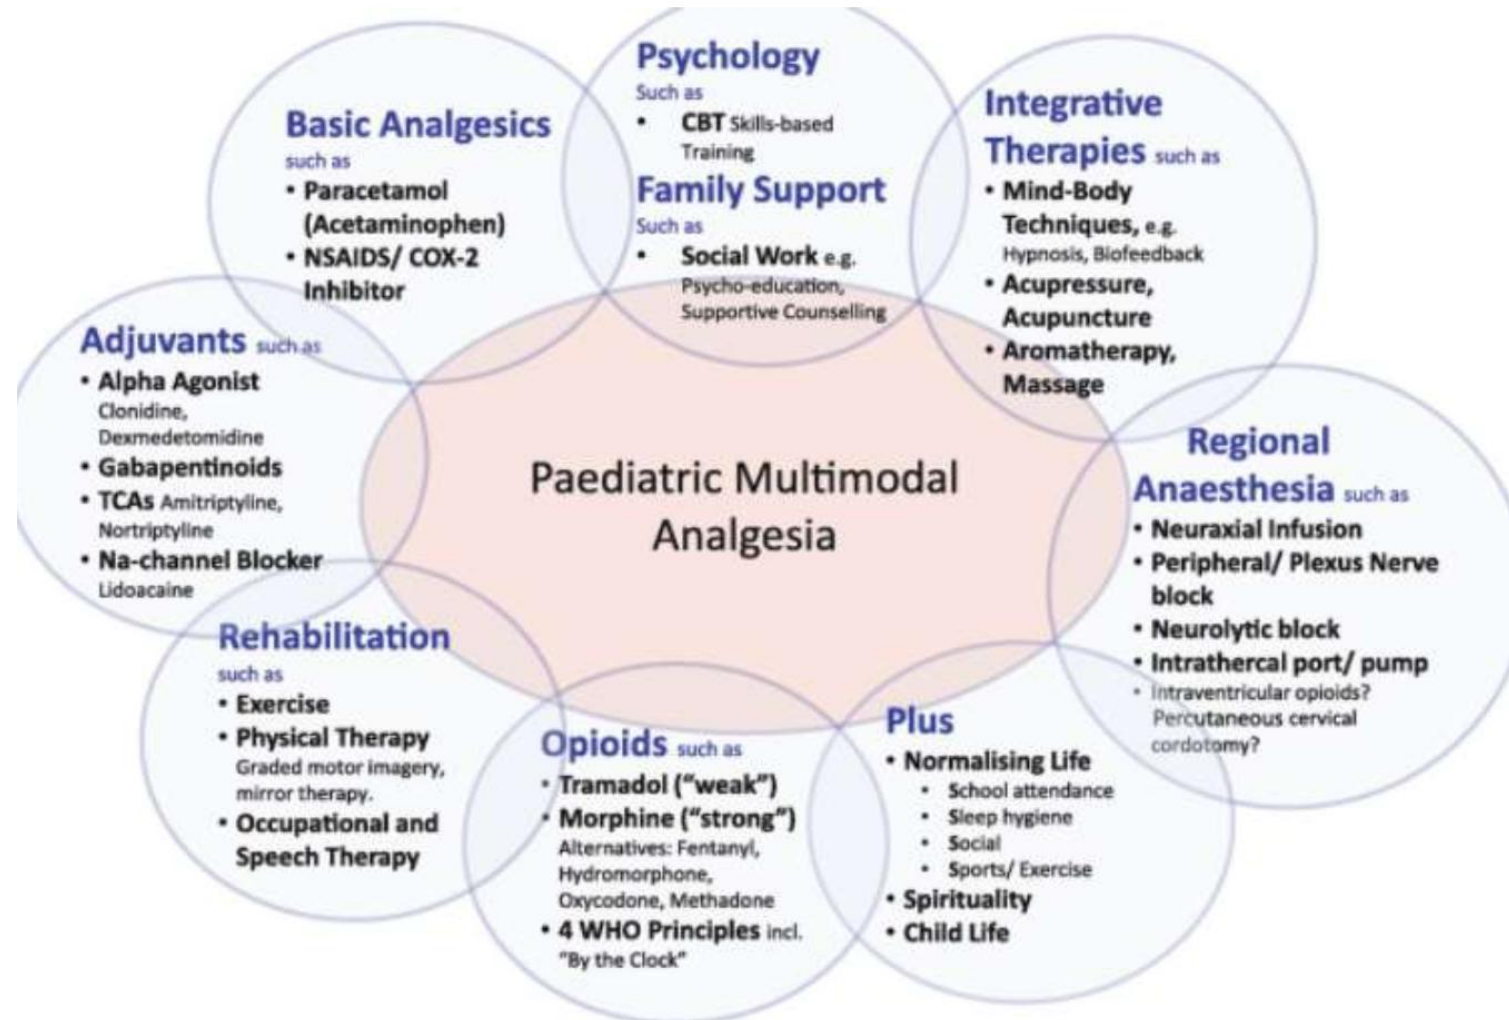 Psychology
Such as
• CBT Skills-based
Training
Family Support
Such as
• Social Work e.g.
Psycho-education,
Supportive Counselling
Basic Analgesics
such as
• Paracetamol
(Acetaminophen)
• NSAIDS/ COX-2
Inhibitor
Integrative
Therapies such as
• Mind-Body
Techniques, e.g.
Hypnosis, Biofeedback
• Acupressure,
Acupuncture
• Aromatherapy,
Massage
Adjuvants such as
• Alpha Agonist
Clonidine,
Dexmedetomidine
• Gabapentinoids
• TCAs Amitriptyline,
Nortriptyline
• Na-channel Blocker
Lidoacaine
Paediatric Multimodal
Analgesia
Regional
Anaesthesia such as
• Neuraxial Infusion
• Peripheral/ Plexus Nerve
block
• Neurolytic block
• Intrathercal port/ pump
• Intraventricular opioids?
Percutaneous cervical
cordotomy?
Rehabilitation
such as
• Exercise
• Physical Therapy
Graded motor imagery,
mirror therapy.
• Occupational and
Speech Therapy
Opioids such as
• Tramadol ("weak")
• Morphine ("strong")
Alternatives: Fentanyl,
Hydromorphone,
Oxycodone, Methadone
• 4 WHO Principles incl.
"By the Clock"
Plus
• Normalising Life
• School attendance
• Sleep hygiene
• Social
• Sports/ Exercise
• Spirituality
• Child Life